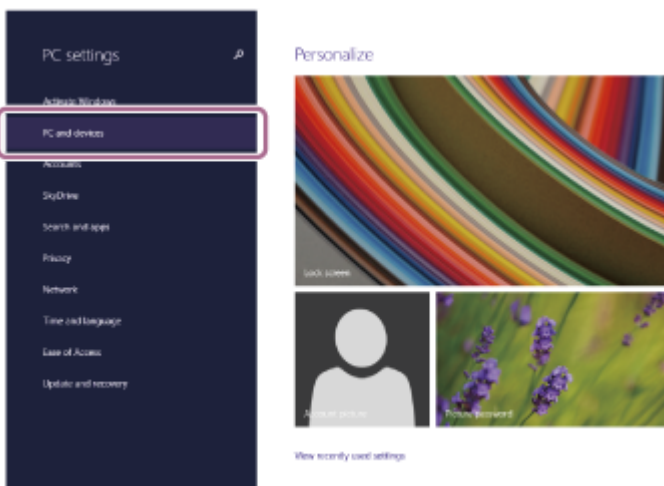 PC settings
Activate Windows
PC and devices
Accounts
SkyDrive
Search and apps
Privacy
Network
Time and language
Ease of Access
Update and recovery
Personalize
Lock screen
Account picture
Picture password
View recently used settings